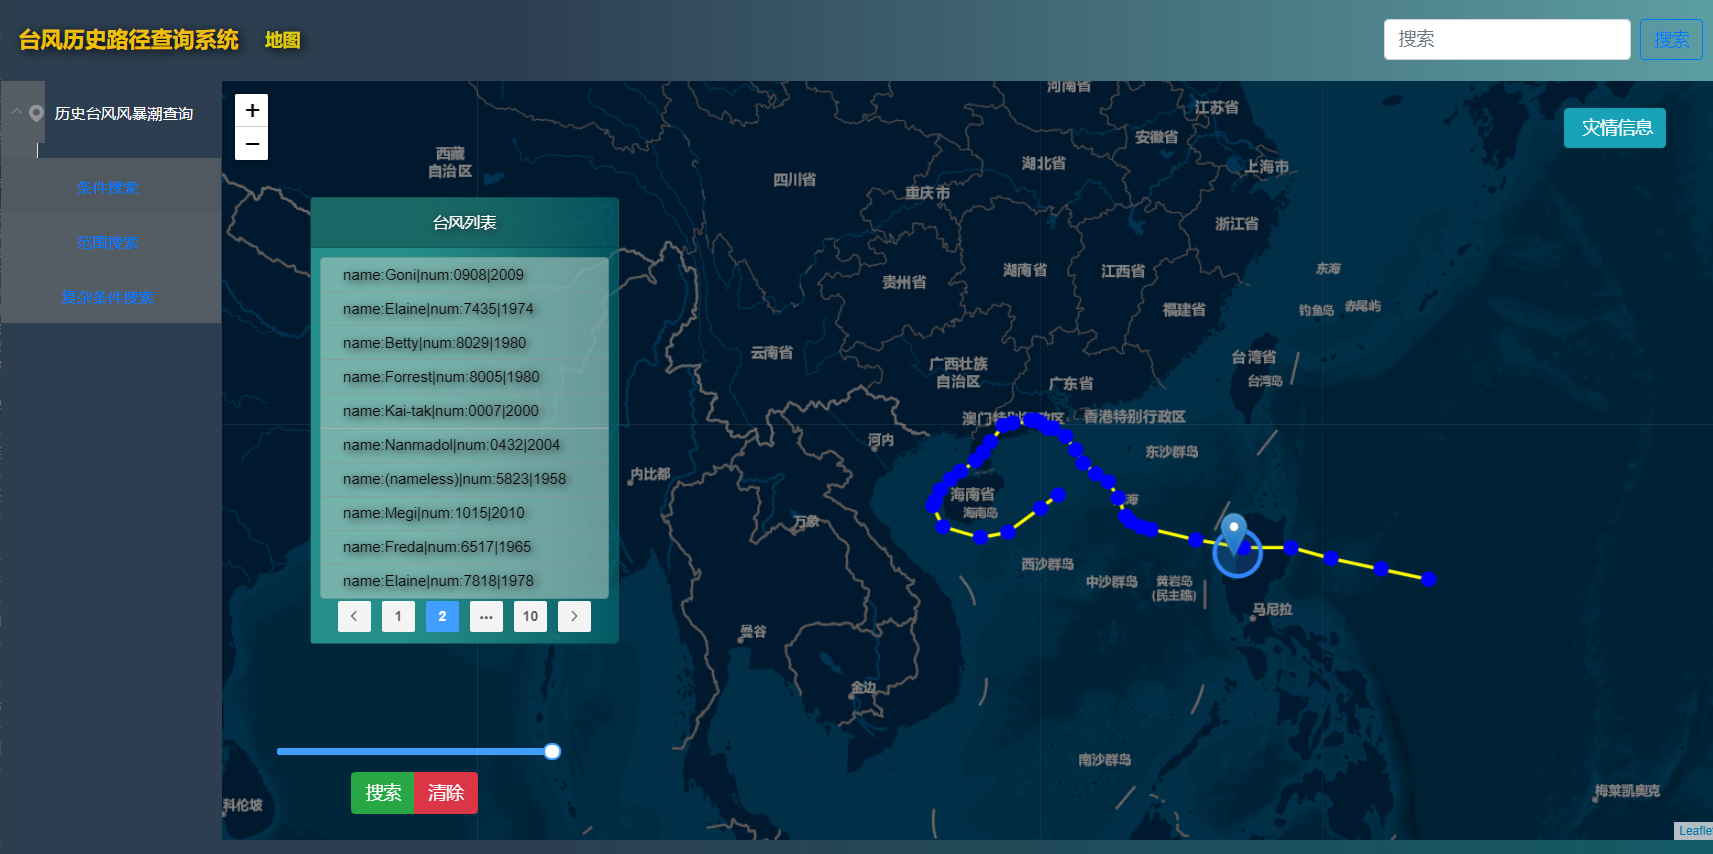 台风历史路径查询系统
地图
搜索
搜索
历史台风风暴潮查询
条件搜索
范围搜索
复杂条件搜索
+
−
灾情信息
台风列表
name:Goni|num:0908|2009
name:Elaine|num:7435|1974
name:Betty|num:8029|1980
name:Forrest|num:8005|1980
name:Kai-tak|num:0007|2000
name:Nanmadol|num:0432|2004
name:(nameless)|num:5823|1958
name:Megi|num:1015|2010
name:Freda|num:6517|1965
name:Elaine|num:7818|1978
1
2
•••
10
搜索
清除
河南省
江苏省
安徽省
西藏
自治区
湖北省
上海市
四川省
重庆市
浙江省
湖南省
江西省
东海
贵州省
福建省
钓鱼岛
赤尾屿
云南省
台湾省
广西壮族
自治区
广东省
台湾岛
澳门特别行政区
香港特别行政区
河内
东沙群岛
内比都
海南省
海
海南岛
万象
西沙群岛
中沙群岛
黄岩岛
(民主礁)
马尼拉
曼谷
金边
南沙群岛
科伦坡
梅莱凯奥克
Leafle